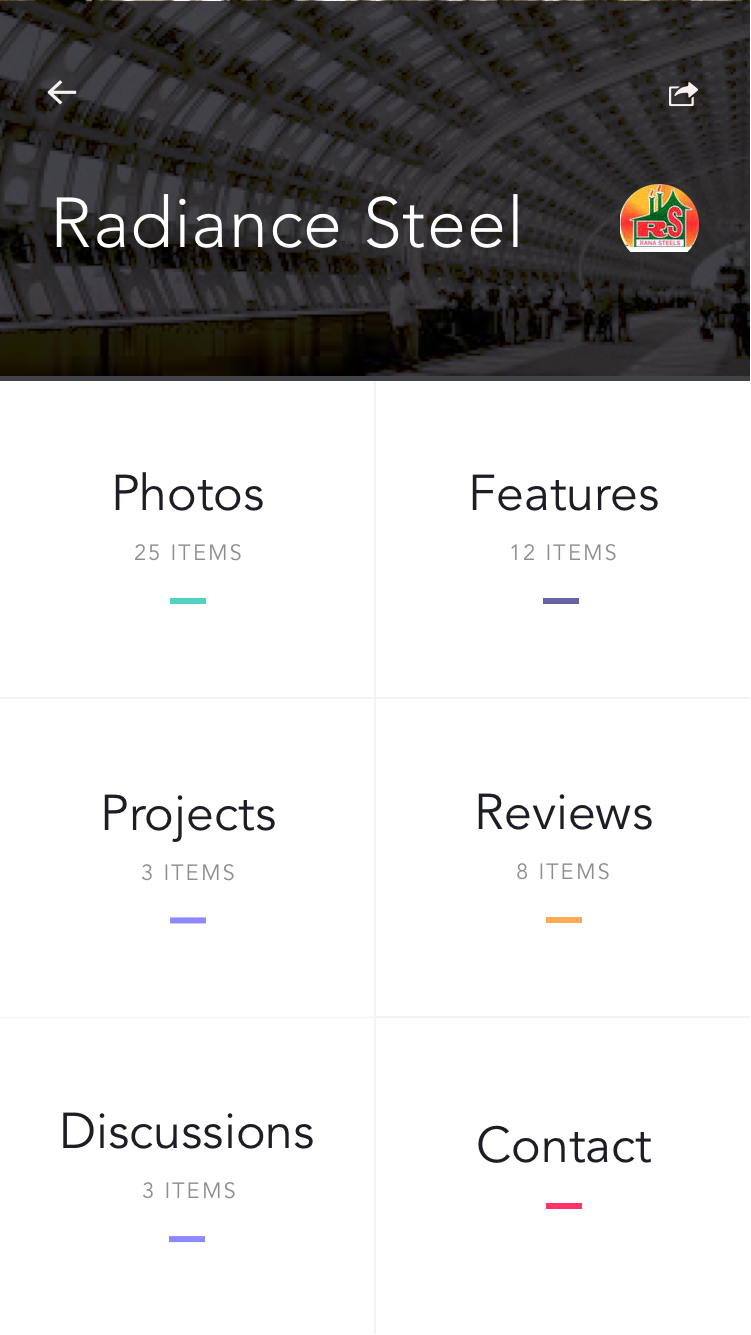 Radiance Steel
RS
RANA STEELS
Photos
Features
25 ITEMS
12 ITEMS
Projects
Reviews
3 ITEMS
8 ITEMS
Discussions
Contact
3 ITEMS